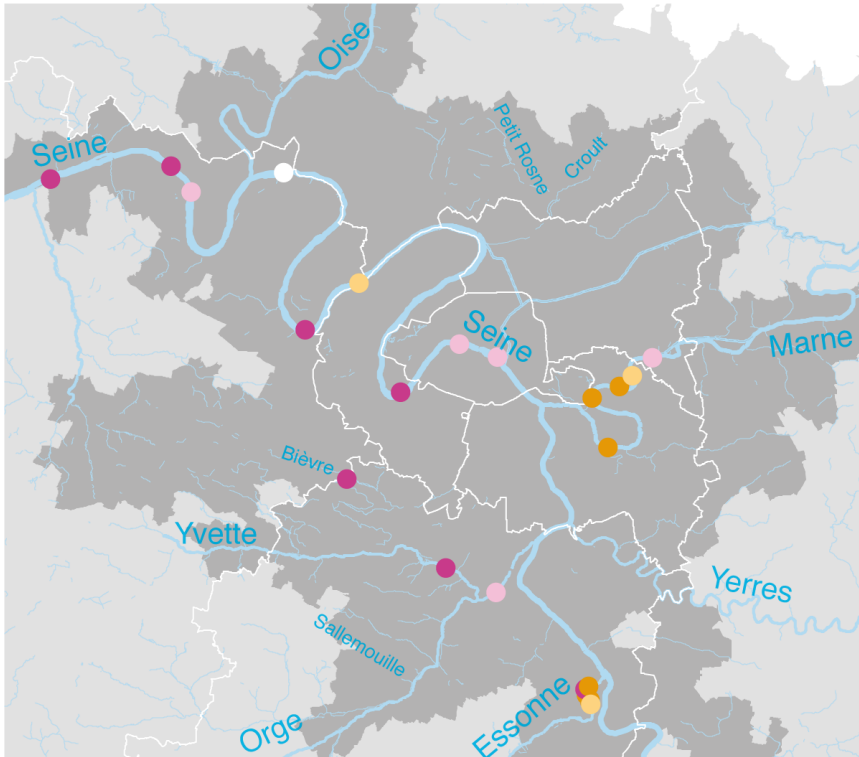 Oise
Seine
Petit Rosne
Croult
Seine
Marne
Bièvre
Yvette
Yerres
Sallemouille
Essonne
Orge